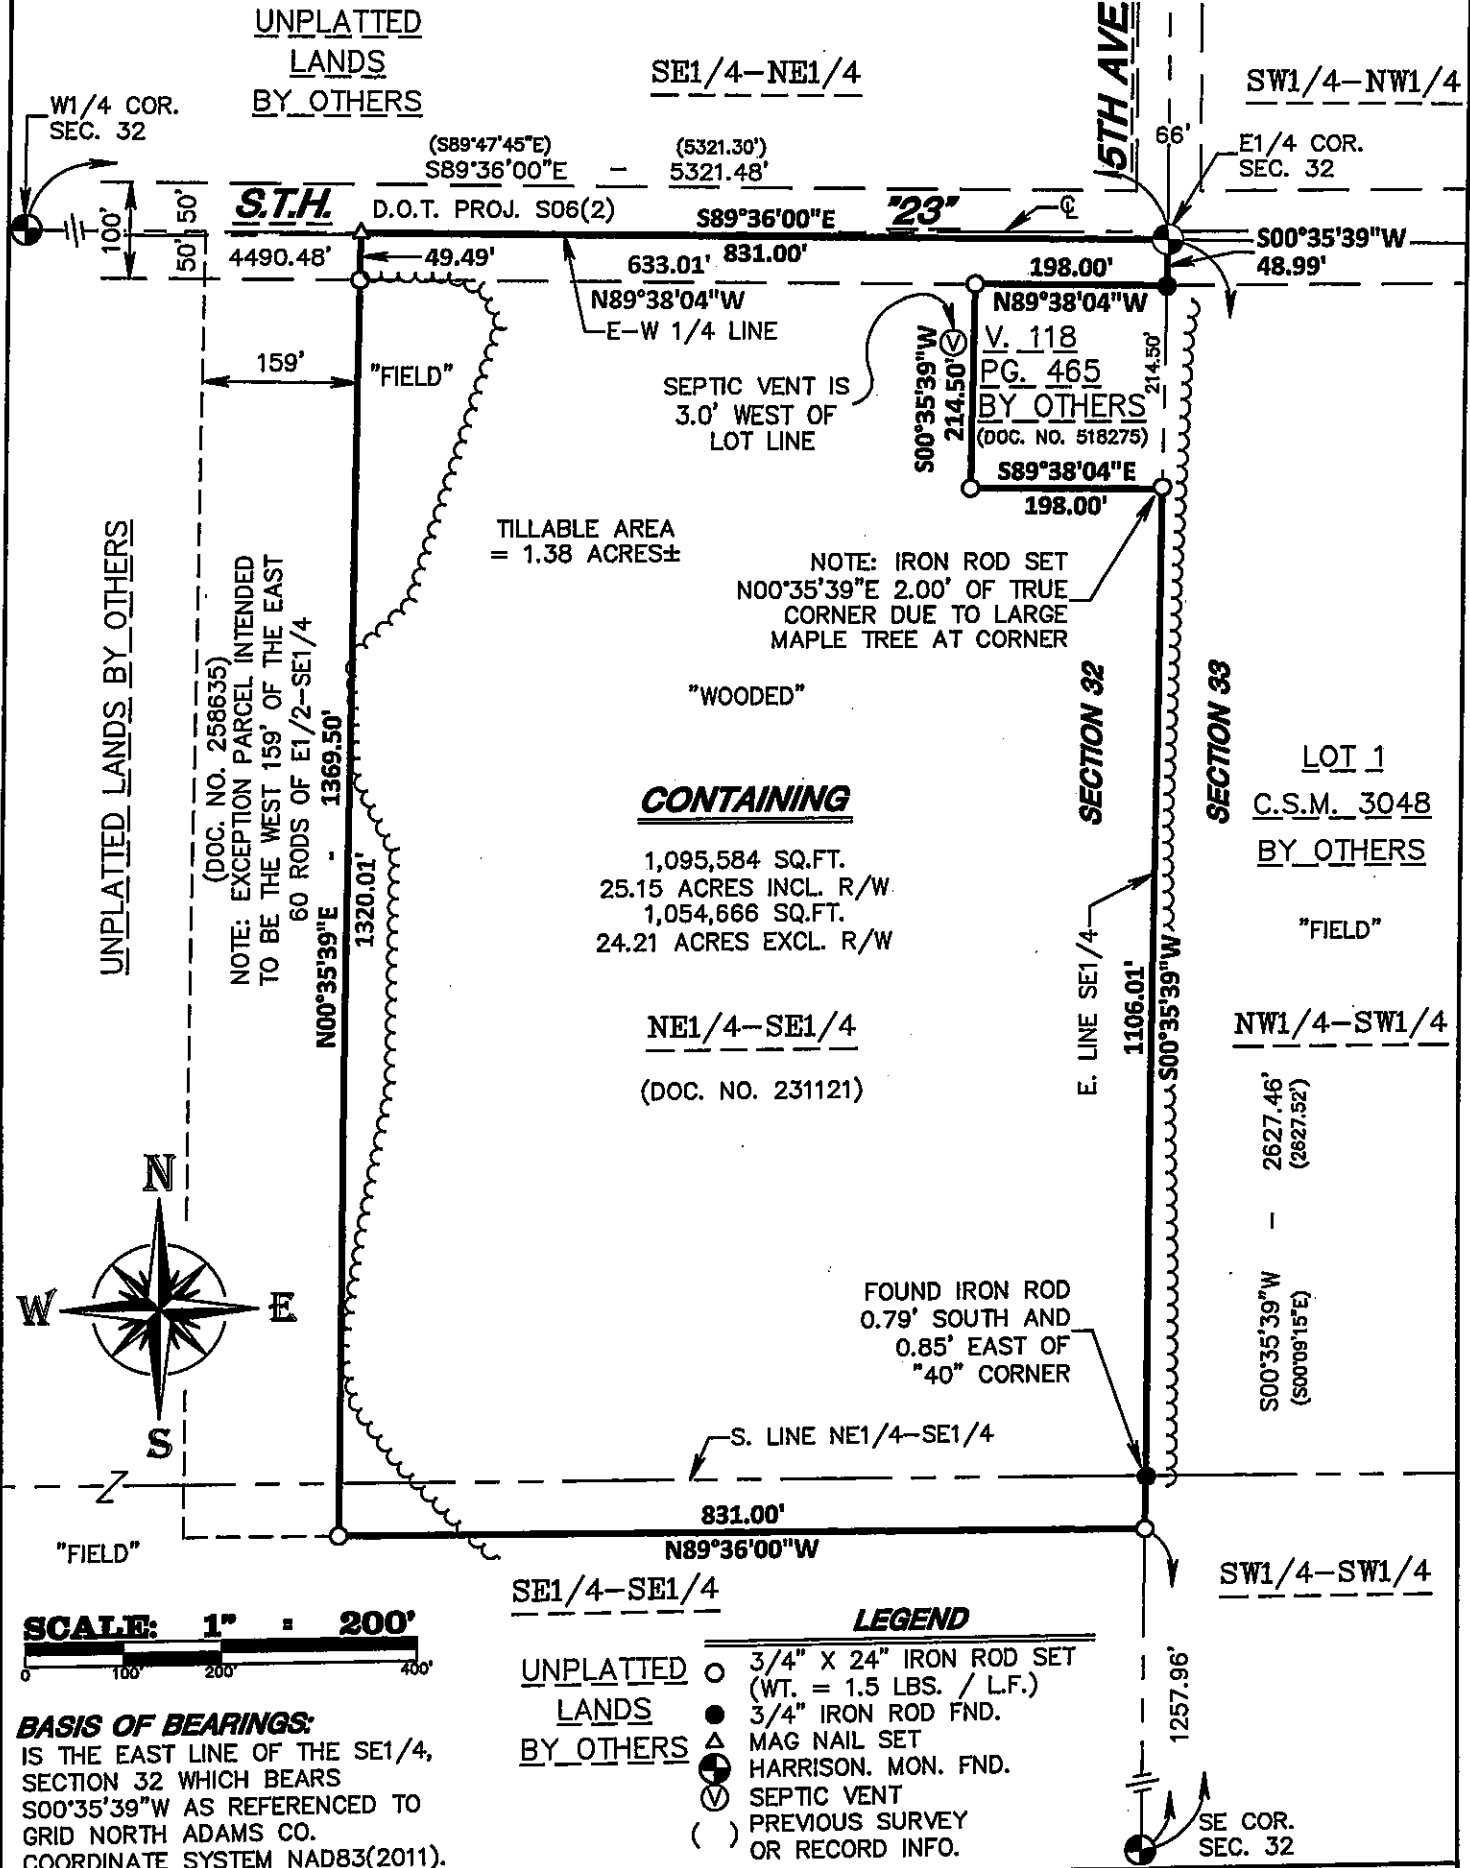 UNPLATTED
LANDS
BY OTHERS
SE1/4-NE1/4
5TH AVE
SW1/4-NW1/4
W1/4 COR.
SEC. 32
66'
E1/4 COR.
SEC. 32
(S89°47'45"E) (5321.30')
S89°36'00"E - 5321.48'
100'
50'
50'
S.T.H.
D.O.T. PROJ. S06(2)
S89°36'00"E
"23"
℄
S00°35'39"W
48.99'
4490.48'
49.49'
633.01'
831.00'
198.00'
N89°38'04"W
N89°38'04"W
E-W 1/4 LINE
159'
"FIELD"
SEPTIC VENT IS
3.0' WEST OF
LOT LINE
S00°35'39"W
214.50'
V
V. 118
PG. 465
BY OTHERS
(DOC. NO. 518275)
214.50'
S89°38'04"E
198.00'
TILLABLE AREA
= 1.38 ACRES±
NOTE: IRON ROD SET
N00°35'39"E 2.00' OF TRUE
CORNER DUE TO LARGE
MAPLE TREE AT CORNER
UNPLATTED LANDS BY OTHERS
(DOC. NO. 258635)
NOTE: EXCEPTION PARCEL INTENDED
TO BE THE WEST 159' OF THE EAST
60 RODS OF E1/2-SE1/4
N00°35'39"E - 1369.50'
1320.01'
"WOODED"
SECTION 32
SECTION 33
LOT 1
C.S.M. 3048
BY OTHERS
"FIELD"
CONTAINING
1,095,584 SQ.FT.
25.15 ACRES INCL. R/W
1,054,666 SQ.FT.
24.21 ACRES EXCL. R/W
E. LINE SE1/4
1106.01'
S00°35'39"W
NE1/4-SE1/4
(DOC. NO. 231121)
NW1/4-SW1/4
S00°35'39"W - 2627.46'
(S00°09'15"E) (2627.52')
N
W
E
S
FOUND IRON ROD
0.79' SOUTH AND
0.85' EAST OF
"40" CORNER
S. LINE NE1/4-SE1/4
Z
831.00'
N89°36'00"W
"FIELD"
SE1/4-SE1/4
SW1/4-SW1/4
SCALE: 1" = 200'
0 100' 200' 400'
UNPLATTED
LANDS
BY OTHERS
LEGEND
3/4" X 24" IRON ROD SET
(WT. = 1.5 LBS. / L.F.)
3/4" IRON ROD FND.
MAG NAIL SET
HARRISON. MON. FND.
V SEPTIC VENT
( ) PREVIOUS SURVEY
OR RECORD INFO.
1257.96'
SE COR.
SEC. 32
BASIS OF BEARINGS:
IS THE EAST LINE OF THE SE1/4,
SECTION 32 WHICH BEARS
S00°35'39"W AS REFERENCED TO
GRID NORTH ADAMS CO.
COORDINATE SYSTEM NAD83(2011).